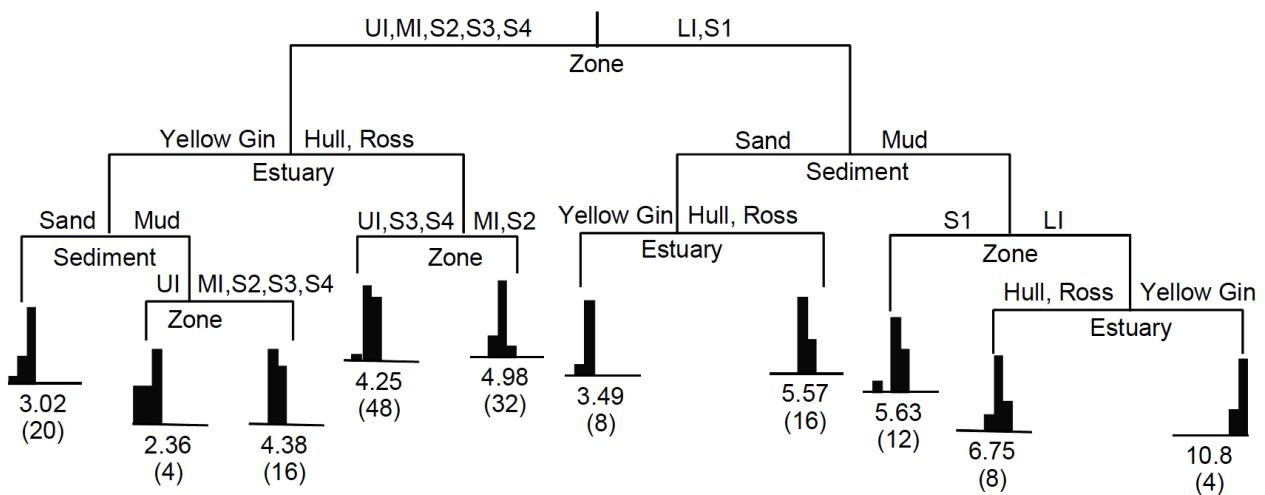 UI,MI,S2,S3,S4 LI,S1
Zone
Yellow Gin Hull, Ross
Estuary
Sand Mud
Sediment
Sand Mud
Sediment
UI MI,S2,S3,S4
Zone
UI,S3,S4 MI,S2
Zone
Yellow Gin Hull, Ross
Estuary
S1 LI
Zone
Hull, Ross Yellow Gin
Estuary
3.02
(20)
2.36
(4)
4.38
(16)
4.25
(48)
4.98
(32)
3.49
(8)
5.57
(16)
5.63
(12)
6.75
(8)
10.8
(4)